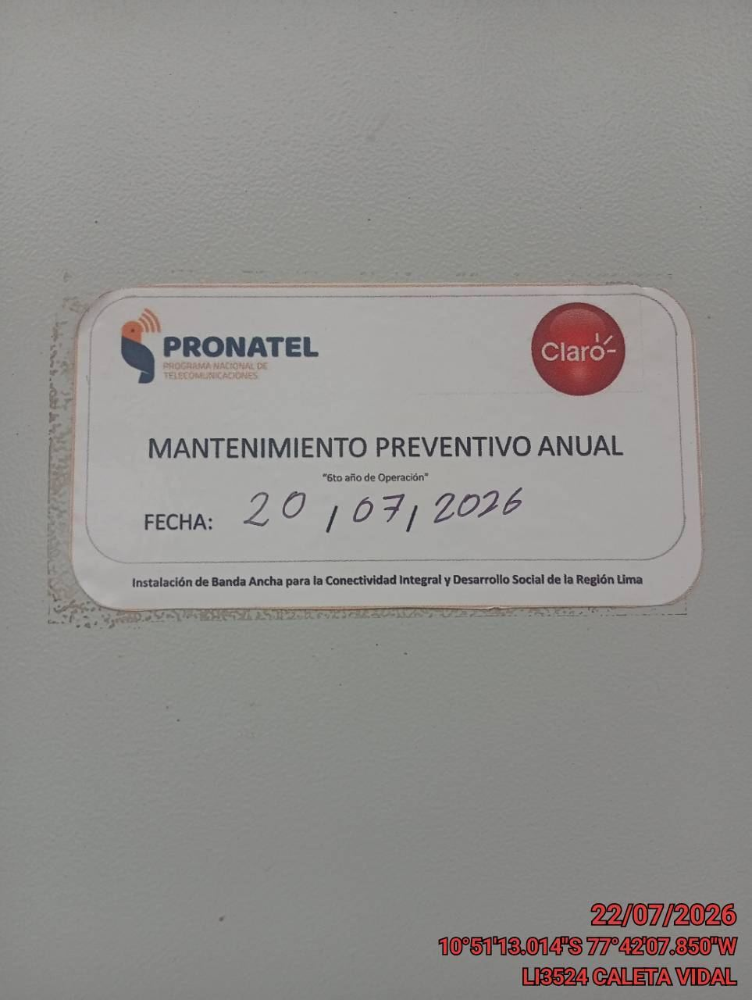 PRONATEL
PROGRAMA NACIONAL DE
TELECOMUNICACIONES
Claro
MANTENIMIENTO PREVENTIVO ANUAL
"6to año de Operación"
FECHA: 20/07/2026
Instalación de Banda Ancha para la Conectividad Integral y Desarrollo Social de la Región Lima
22/07/2026
10°51'13.014"S 77°42'07.850"W
LI3524 CALETA VIDAL